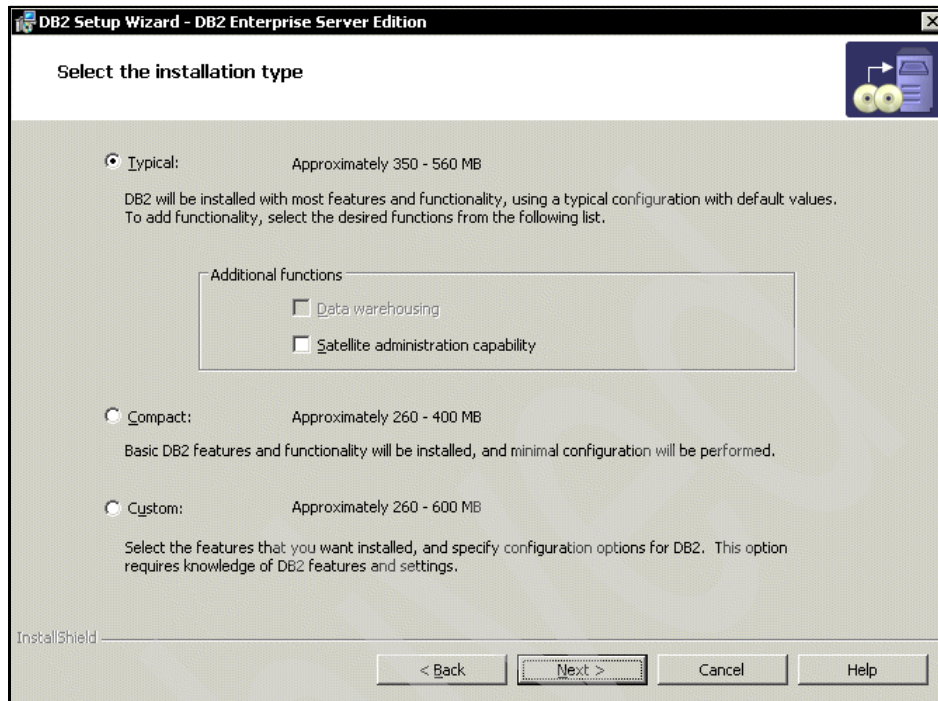 DB2 Setup Wizard - DB2 Enterprise Server Edition
Select the installation type
Typical: Approximately 350 - 560 MB
DB2 will be installed with most features and functionality, using a typical configuration with default values.
To add functionality, select the desired functions from the following list.
Additional functions
Data warehousing
Satellite administration capability
Compact: Approximately 260 - 400 MB
Basic DB2 features and functionality will be installed, and minimal configuration will be performed.
Custom: Approximately 260 - 600 MB
Select the features that you want installed, and specify configuration options for DB2. This option
requires knowledge of DB2 features and settings.
InstallShield
< Back Next > Cancel Help